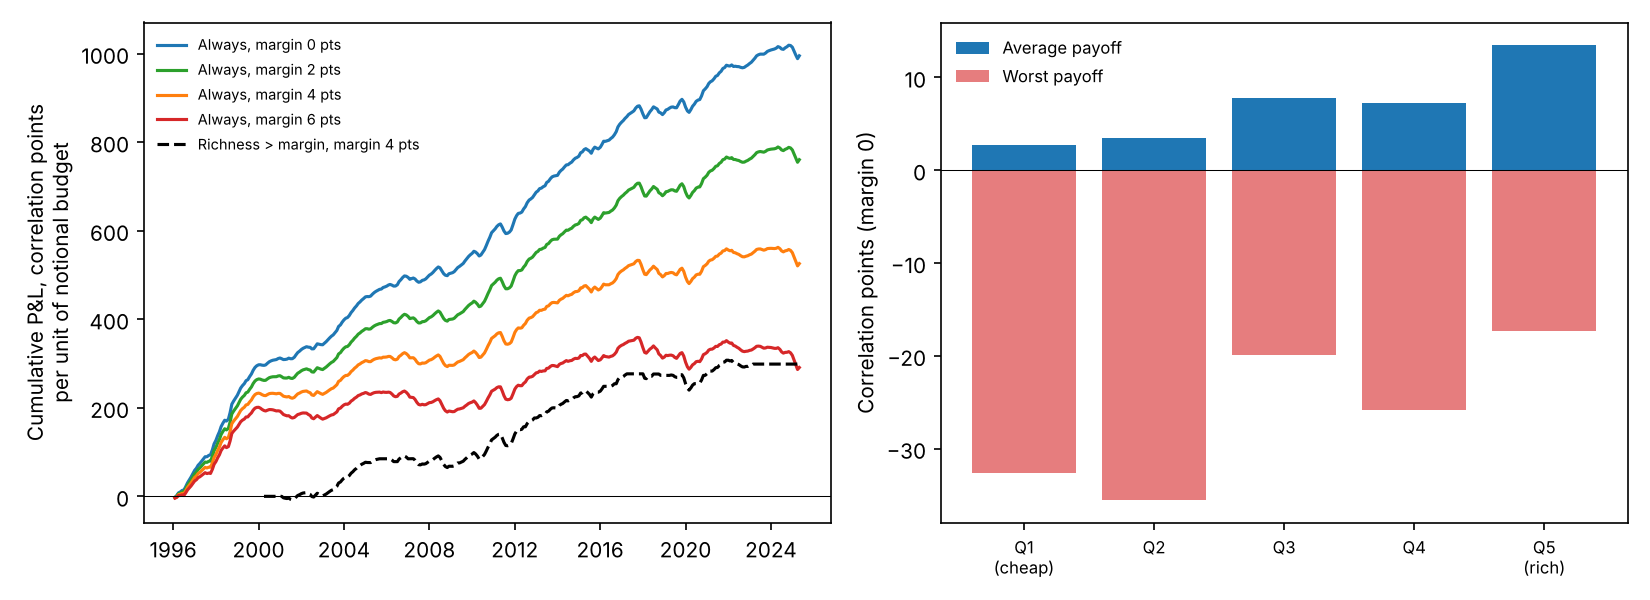 Cumulative P&L, correlation points
per unit of notional budget
1000
800
600
400
200
0
Always, margin 0 pts
Always, margin 2 pts
Always, margin 4 pts
Always, margin 6 pts
Richness > margin, margin 4 pts
1996 2000 2004 2008 2012 2016 2020 2024
Correlation points (margin 0)
10
0
−10
−20
−30
Average payoff
Worst payoff
Q1 Q2 Q3 Q4 Q5
(cheap) (rich)